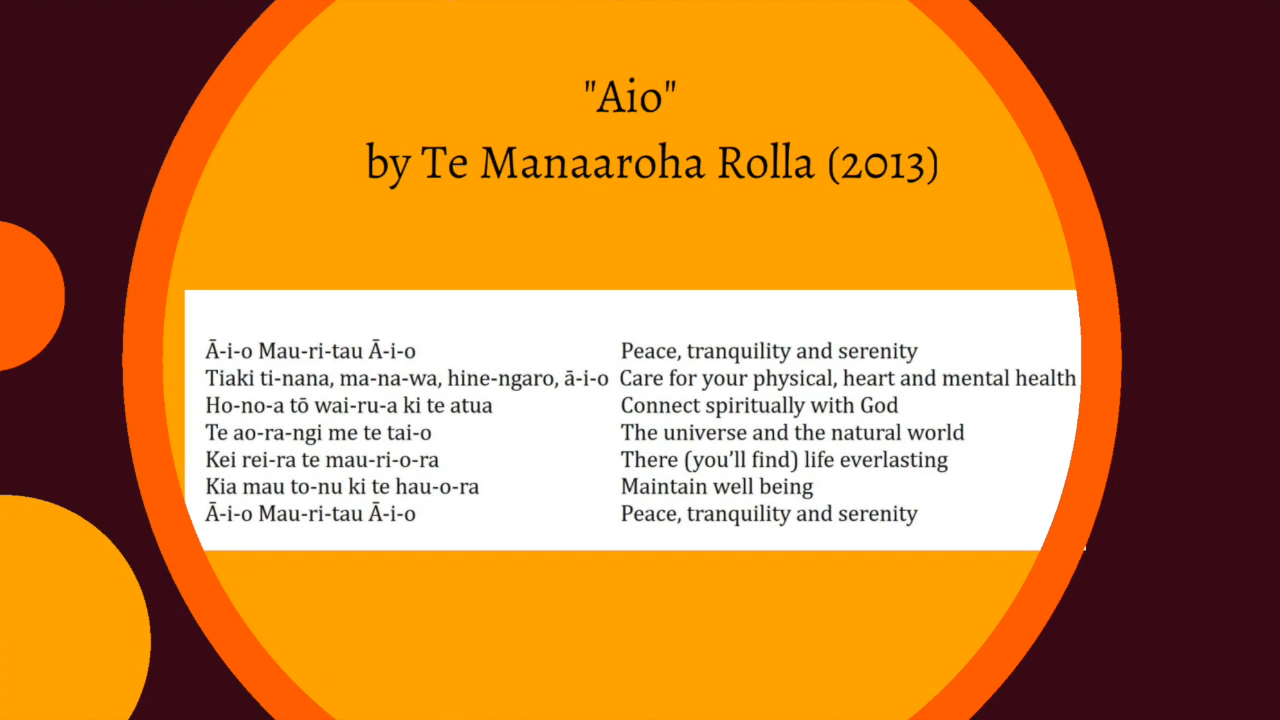 "Aio"
by Te Manaaroha Rolla (2013)
Ā-i-o Mau-ri-tau Ā-i-o Peace, tranquility and serenity
Tiaki ti-nana, ma-na-wa, hine-ngaro, ā-i-o Care for your physical, heart and mental health
Ho-no-a tō wai-ru-a ki te atua Connect spiritually with God
Te ao-ra-ngi me te tai-o The universe and the natural world
Kei rei-ra te mau-ri-o-ra There (you’ll find) life everlasting
Kia mau to-nu ki te hau-o-ra Maintain well being
Ā-i-o Mau-ri-tau Ā-i-o Peace, tranquility and serenity